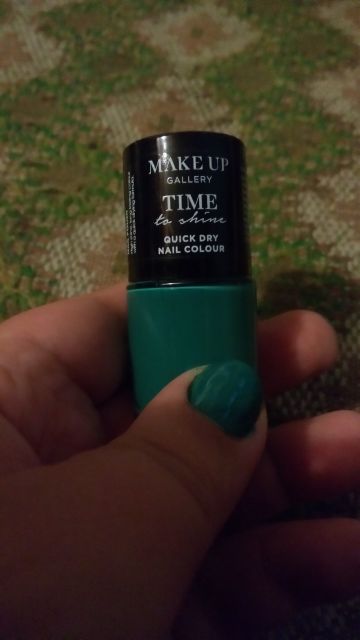 MAKE UP
GALLERY
TIME
to shine
QUICK DRY
NAIL COLOUR